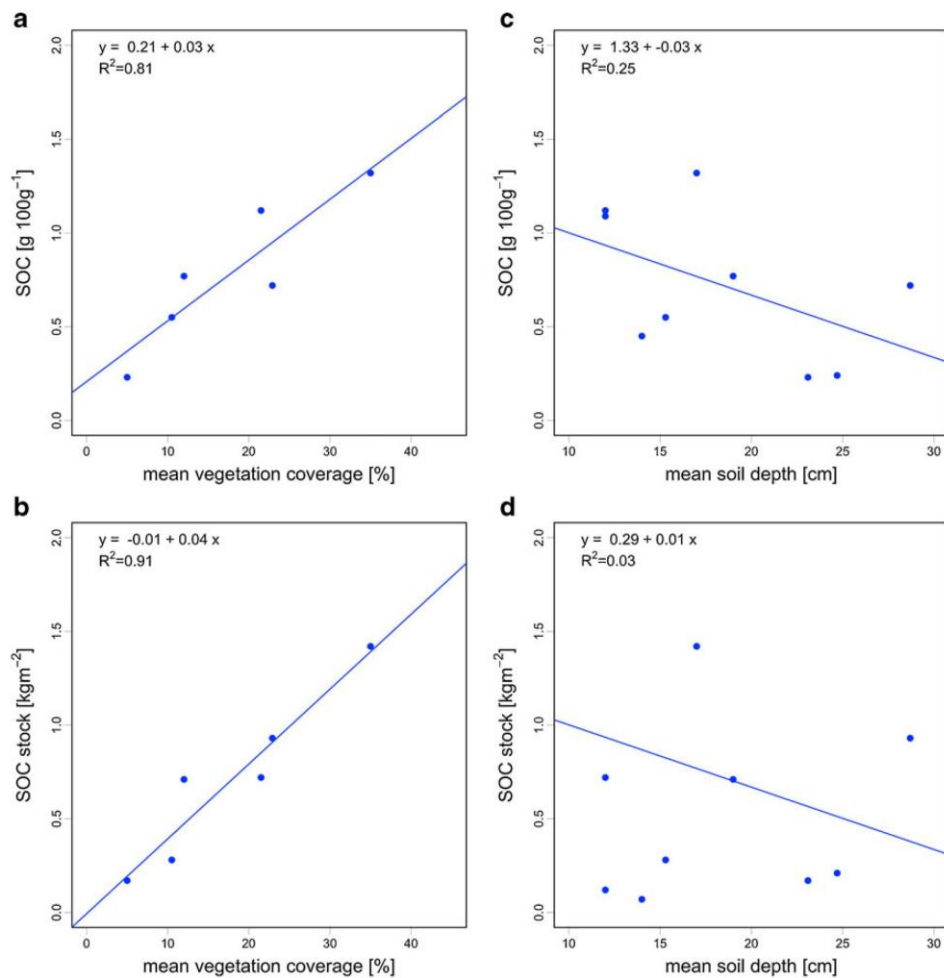 a
y = 0.21 + 0.03 x
R²=0.81
2.0
1.5
1.0
0.5
0.0
SOC [g 100g⁻¹]
0 10 20 30 40
mean vegetation coverage [%]
c
y = 1.33 + -0.03 x
R²=0.25
2.0
1.5
1.0
0.5
0.0
SOC [g 100g⁻¹]
10 15 20 25 30
mean soil depth [cm]
b
y = -0.01 + 0.04 x
R²=0.91
2.0
1.5
1.0
0.5
0.0
SOC stock [kgm⁻²]
0 10 20 30 40
mean vegetation coverage [%]
d
y = 0.29 + 0.01 x
R²=0.03
2.0
1.5
1.0
0.5
0.0
SOC stock [kgm⁻²]
10 15 20 25 30
mean soil depth [cm]